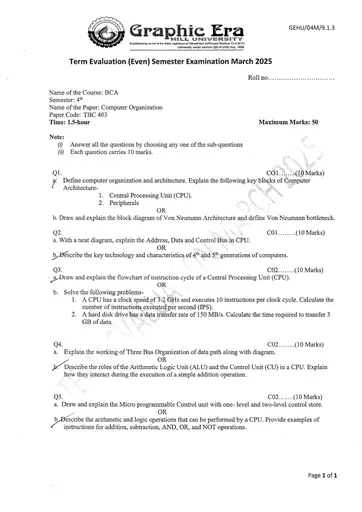 GEHU/04M/9.1.3
Graphic Era
HILL UNIVERSITY
Term Evaluation (Even) Semester Examination March 2025
Roll no..............................
Name of the Course: BCA
Semester: 4th
Name of the Paper: Computer Organization
Paper Code: TBC 403
Time: 1.5-hour Maximum Marks: 50
Note:
(i) Answer all the questions by choosing any one of the sub-questions
(ii) Each question carries 10 marks.
Q1. CO1........(10 Marks)
a. Define computer organization and architecture. Explain the following key blocks of Computer
Architecture-
1. Central Processing Unit (CPU).
2. Peripherals
OR
b. Draw and explain the block diagram of Von Neumann Architecture and define Von Neumann bottleneck.
Q2. C01.........(10 Marks)
a. With a neat diagram, explain the Address, Data and Control Bus in CPU.
OR
b. Describe the key technology and characteristics of 4th and 5th generations of computers.
Q3. C02........(10 Marks)
a. Draw and explain the flowchart of instruction cycle of a Central Processing Unit (CPU).
OR
b. Solve the following problems-
1. A CPU has a clock speed of 3.2 GHz and executes 10 instructions per clock cycle. Calculate the
number of instructions executed per second (IPS).
2. A hard disk drive has a data transfer rate of 150 MB/s. Calculate the time required to transfer 3
GB of data.
Q4. C02.......(10 Marks)
a. Explain the working of Three Bus Organization of data path along with diagram.
OR
b. Describe the roles of the Arithmetic Logic Unit (ALU) and the Control Unit (CU) in a CPU. Explain
how they interact during the execution of a simple addition operation.
Q5. C02.......(10 Marks)
a. Draw and explain the Micro programmable Control unit with one- level and two-level control store.
OR
b. Describe the arithmetic and logic operations that can be performed by a CPU. Provide examples of
instructions for addition, subtraction, AND, OR, and NOT operations.
Page 1 of 1
MARCH 2025